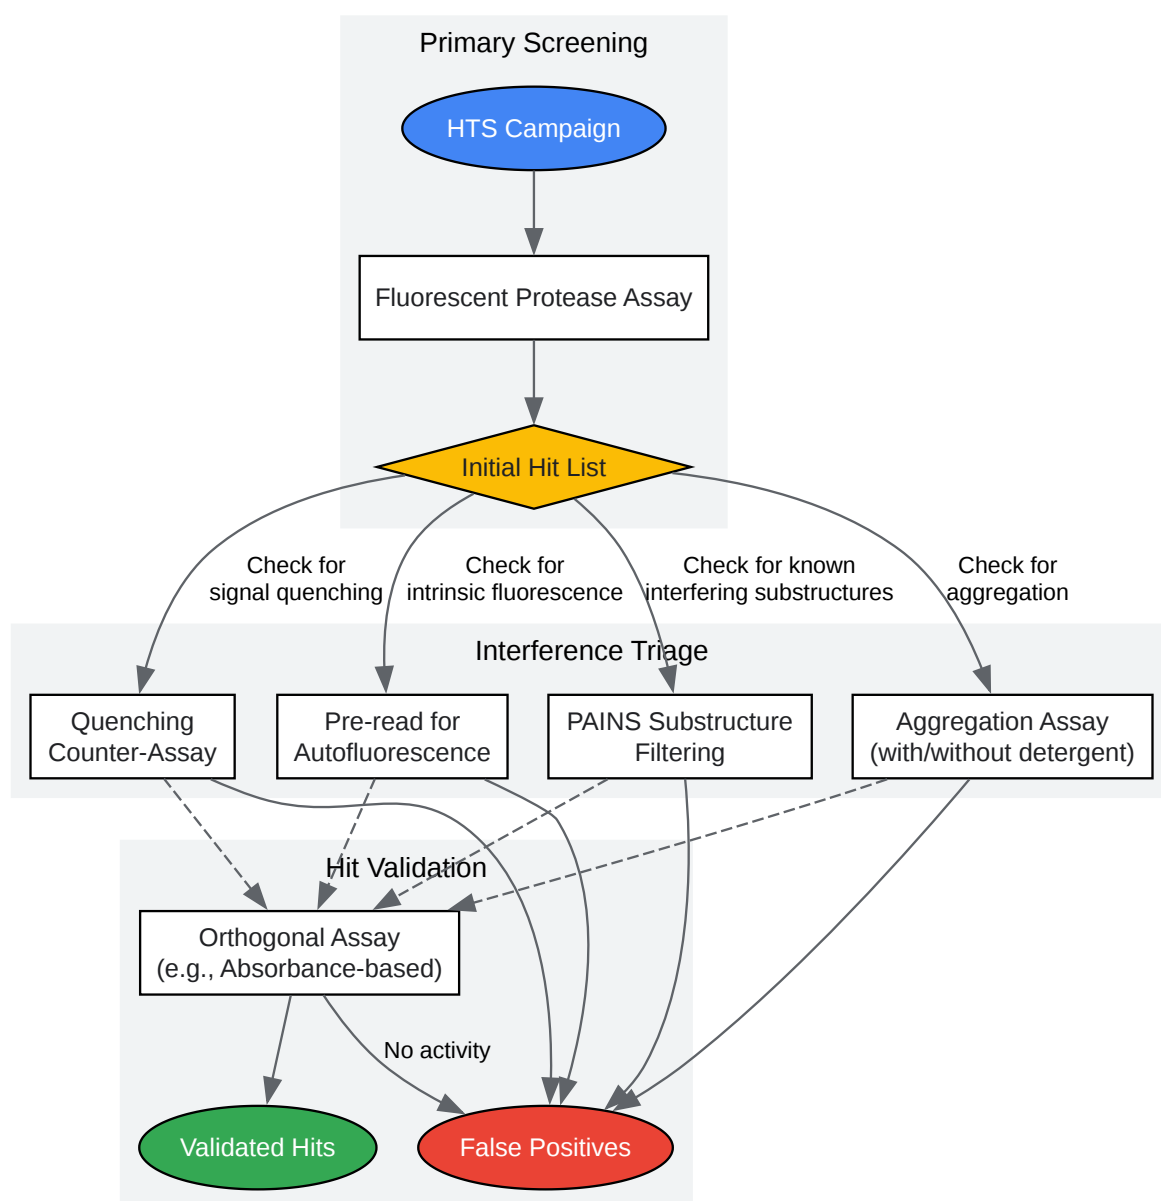 Primary Screening
HTS Campaign
Fluorescent Protease Assay
Initial Hit List
Check for
signal quenching
Check for
intrinsic fluorescence
Check for known
interfering substructures
Check for
aggregation
Interference Triage
Quenching
Counter-Assay
Pre-read for
Autofluorescence
PAINS Substructure
Filtering
Aggregation Assay
(with/without detergent)
Hit Validation
Orthogonal Assay
(e.g., Absorbance-based)
No activity
Validated Hits
False Positives